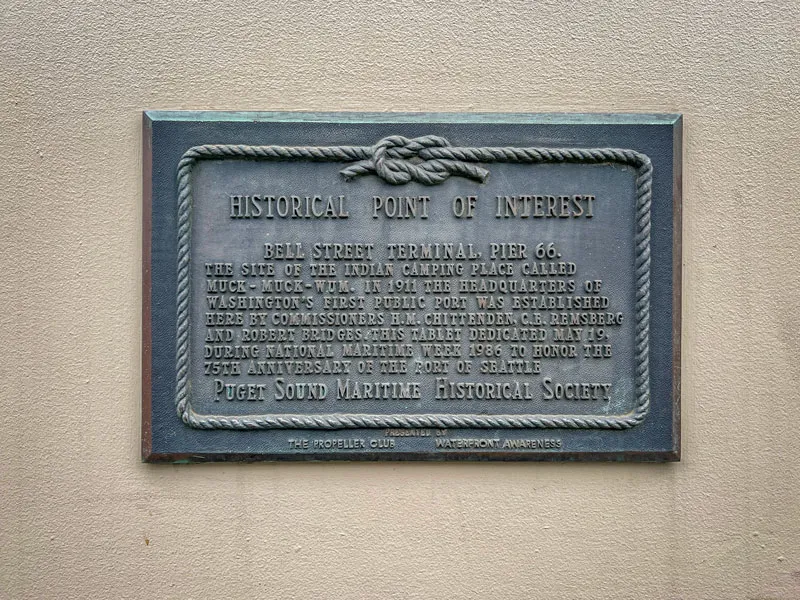 HISTORICAL POINT OF INTEREST
BELL STREET TERMINAL, PIER 66.
THE SITE OF THE INDIAN CAMPING PLACE CALLED
MUCK-MUCK-WUM. IN 1911 THE HEADQUARTERS OF
WASHINGTON'S FIRST PUBLIC PORT WAS ESTABLISHED
HERE BY COMMISSIONERS H.M. CHITTENDEN, C.E. REMSBERG
AND ROBERT BRIDGES. THIS TABLET DEDICATED MAY 19,
DURING NATIONAL MARITIME WEEK 1986 TO HONOR THE
75TH ANNIVERSARY OF THE PORT OF SEATTLE
PUGET SOUND MARITIME HISTORICAL SOCIETY
PRESENTED BY
THE PROPELLER CLUB WATERFRONT AWARENESS